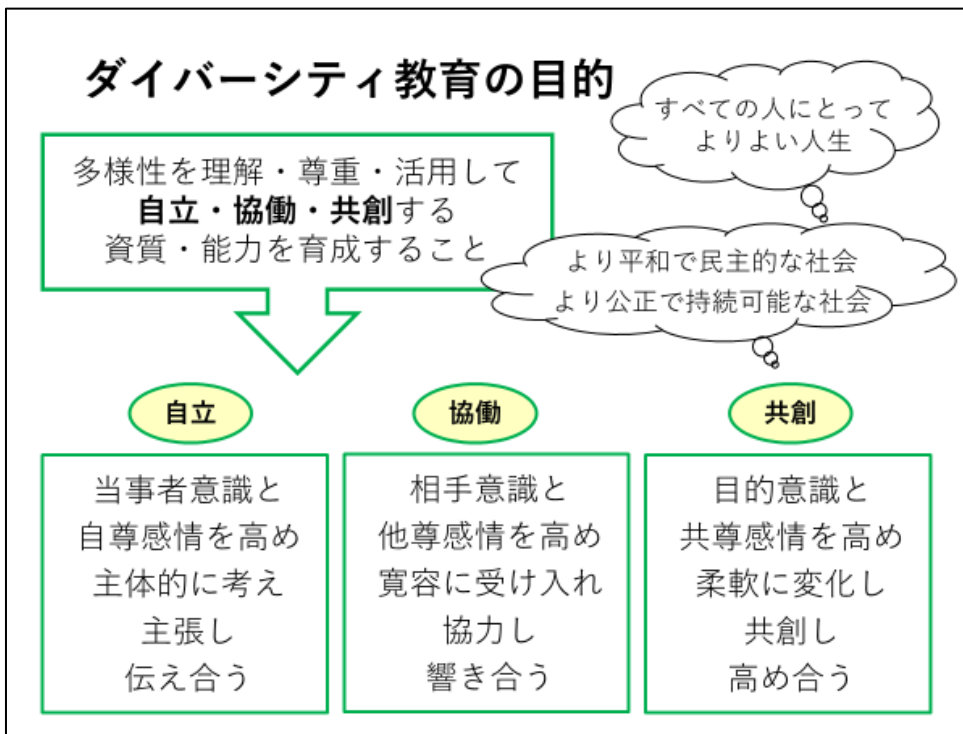 ダイバーシティ教育の目的
すべての人にとって
よりよい人生
多様性を理解・尊重・活用して
自立・協働・共創する
資質・能力を育成すること
より平和で民主的な社会
より公正で持続可能な社会
自立
当事者意識と
自尊感情を高め
主体的に考え
主張し
伝え合う
協働
相手意識と
他尊感情を高め
寛容に受け入れ
協力し
響き合う
共創
目的意識と
共尊感情を高め
柔軟に変化し
共創し
高め合う